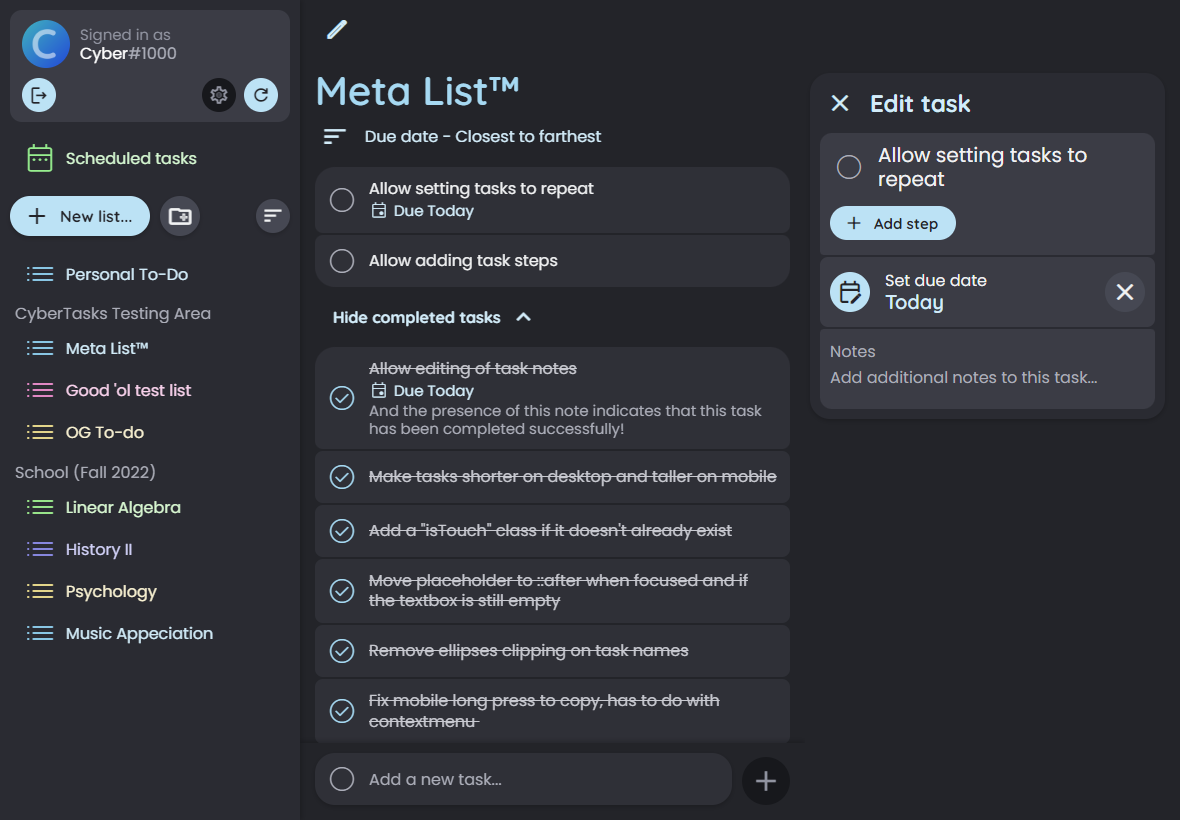 Signed in as
Cyber#1000
Scheduled tasks
New list...
Personal To-Do
CyberTasks Testing Area
Meta List™
Good 'ol test list
OG To-do
School (Fall 2022)
Linear Algebra
History II
Psychology
Music Appeciation
Meta List™
Due date - Closest to farthest
Allow setting tasks to repeat
Due Today
Allow adding task steps
Hide completed tasks
Allow editing of task notes
Due Today
And the presence of this note indicates that this task
has been completed successfully!
Make tasks shorter on desktop and taller on mobile
Add a "isTouch" class if it doesn't already exist
Move placeholder to ::after when focused and if
the textbox is still empty
Remove ellipses clipping on task names
Fix mobile long press to copy, has to do with
contextmenu
Add a new task...
Edit task
Allow setting tasks to
repeat
Add step
Set due date
Today
Notes
Add additional notes to this task...